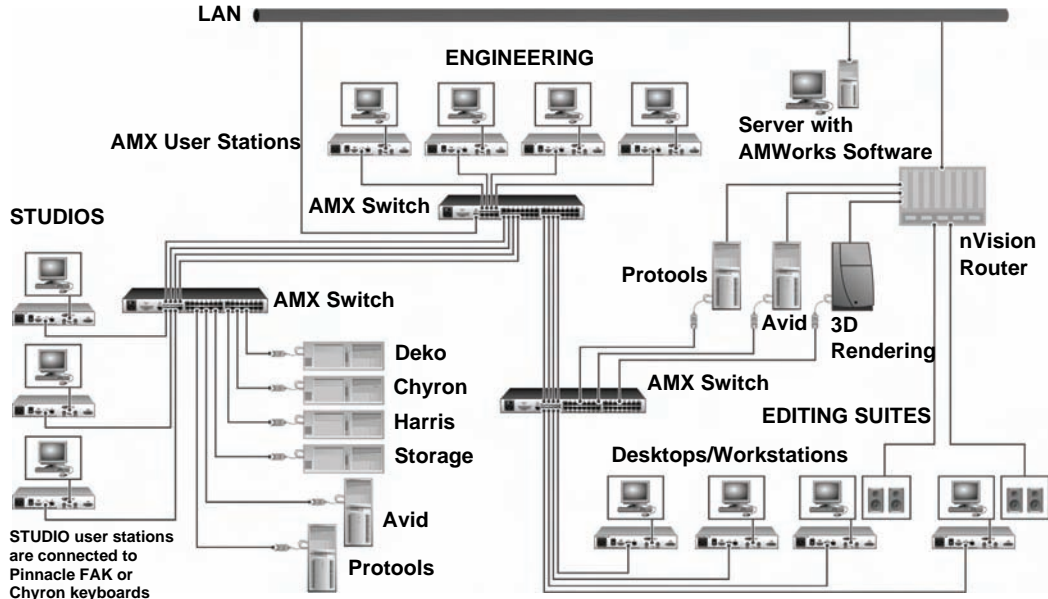 LAN
ENGINEERING
AMX User Stations
Server with
AMWorks Software
AMX Switch
STUDIOS
nVision
Router
Protools
Avid
3D
Rendering
AMX Switch
Deko
Chyron
Harris
Storage
Avid
Protools
AMX Switch
EDITING SUITES
Desktops/Workstations
STUDIO user stations
are connected to
Pinnacle FAK or
Chyron keyboards